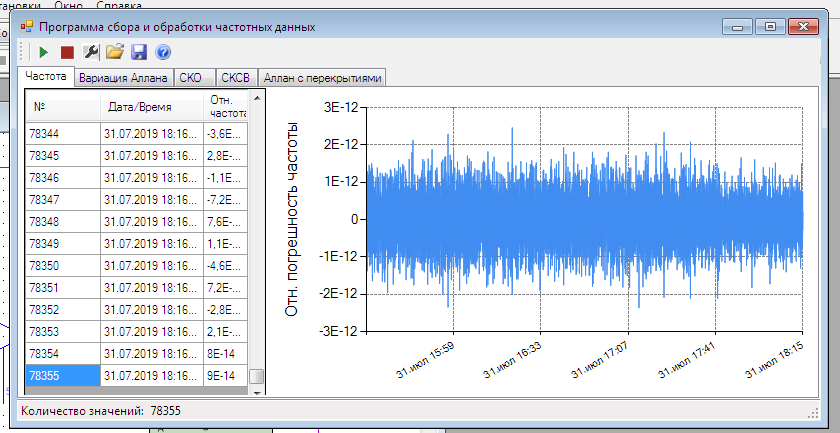 Окно Справка
Программа сбора и обработки частотных данных
Частота Вариация Аллана СКО СКСВ Аллан с перекрытиями
№ Дата/Время Отн. частота
78344 31.07.2019 18:16... -3,6E...
78345 31.07.2019 18:16... 2,8E-...
78346 31.07.2019 18:16... -1,1E...
78347 31.07.2019 18:16... -7,2E...
78348 31.07.2019 18:16... 7,6E-...
78349 31.07.2019 18:16... 1,1E-...
78350 31.07.2019 18:16... -4,6E...
78351 31.07.2019 18:16... 7,2E-...
78352 31.07.2019 18:16... -2,8E...
78353 31.07.2019 18:16... 2,1E-...
78354 31.07.2019 18:16... 8E-14
78355 31.07.2019 18:16... 9E-14
Отн. погрешность частоты
3E-12
2E-12
1E-12
0
-1E-12
-2E-12
-3E-12
31.июл 15:59 31.июл 16:33 31.июл 17:07 31.июл 17:41 31.июл 18:15
Количество значений: 78355